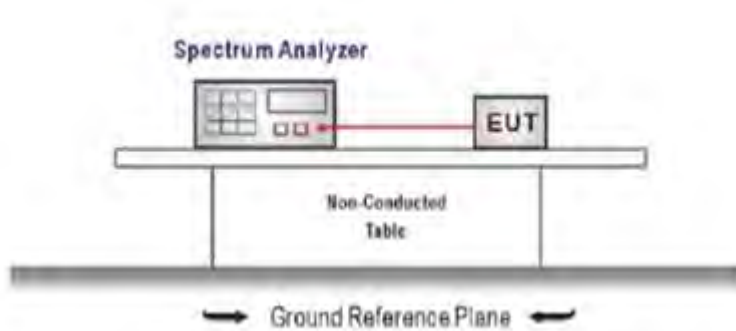 Spectrum Analyzer
EUT
Non-Conducted
Table
Ground Reference Plane